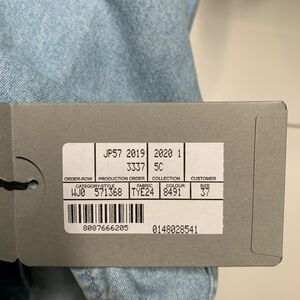 JP57 2019 2020 1
3337 5C
ORDER-ROW PRODUCTION ORDER COLLECTION CUSTOMER
CATEGORY-STYLE FABRIC COLOUR SIZE
WJ0 571368 TYE24 8491 37
8087666205 0148028541